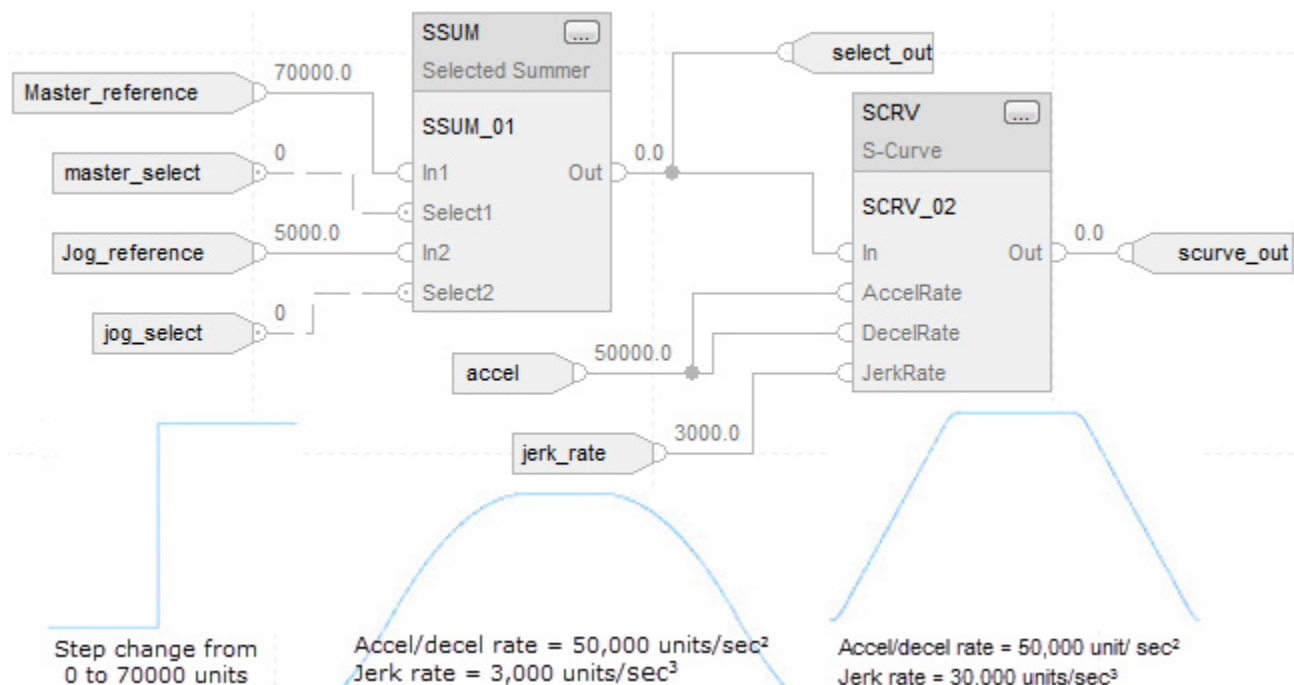 SSUM
...
Selected Summer
select_out
Master_reference
70000.0
SSUM_01
SCRV
...
S-Curve
master_select
0
In1
Out
0.0
Select1
SCRV_02
Jog_reference
5000.0
In2
In
Out
0.0
scurve_out
Select2
AccelRate
jog_select
0
DecelRate
accel
50000.0
JerkRate
jerk_rate
3000.0
Step change from
0 to 70000 units
Accel/decel rate = 50,000 units/sec²
Jerk rate = 3,000 units/sec³
Accel/decel rate = 50,000 unit/ sec²
Jerk rate = 30,000 units/sec³